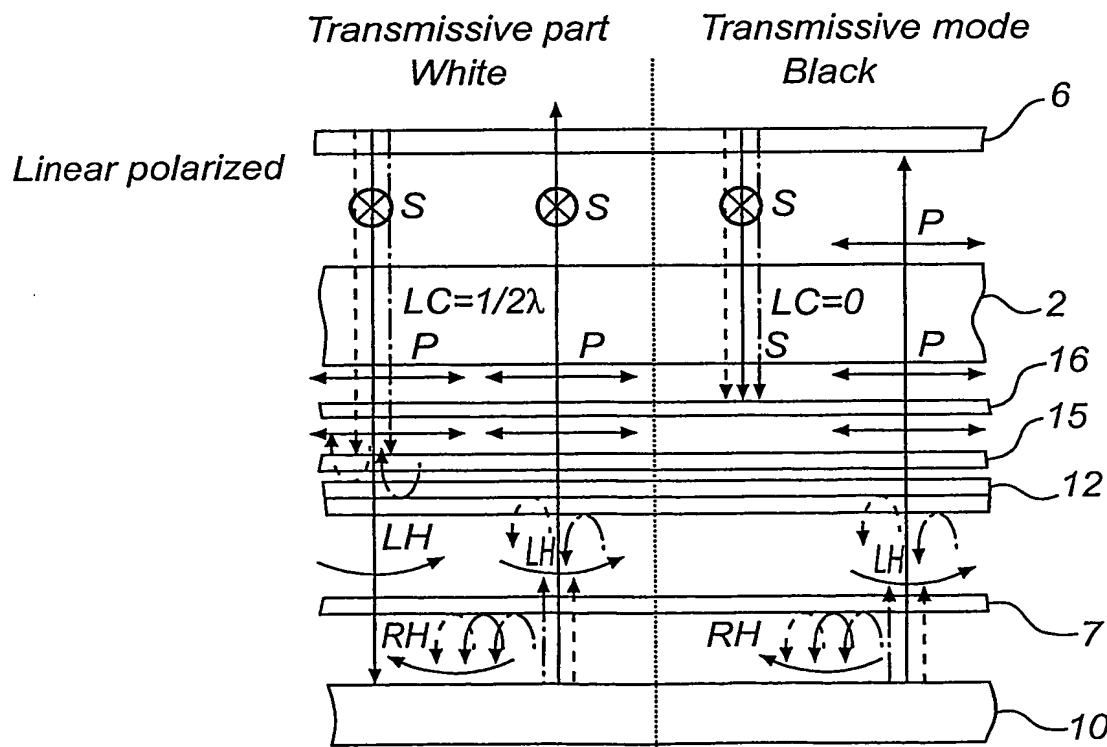 Transmissive part
White
Transmissive mode
Black
6
Linear polarized
S
S
S
P
LC=1/2λ
LC=0
2
P
P
S
P
16
15
12
LH
LH
LH
RH
RH
7
10